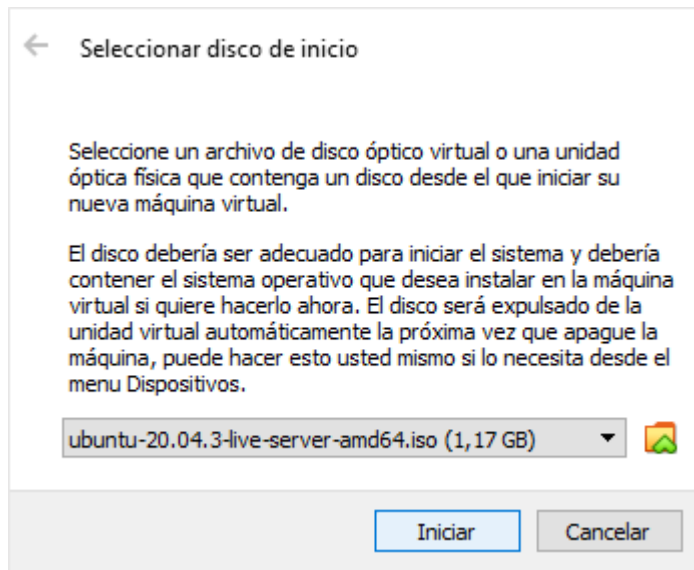 Seleccionar disco de inicio
Seleccione un archivo de disco óptico virtual o una unidad
óptica física que contenga un disco desde el que iniciar su
nueva máquina virtual.
El disco debería ser adecuado para iniciar el sistema y debería
contener el sistema operativo que desea instalar en la máquina
virtual si quiere hacerlo ahora. El disco será expulsado de la
unidad virtual automáticamente la próxima vez que apague la
máquina, puede hacer esto usted mismo si lo necesita desde el
menu Dispositivos.
ubuntu-20.04.3-live-server-amd64.iso (1,17 GB)
Iniciar Cancelar